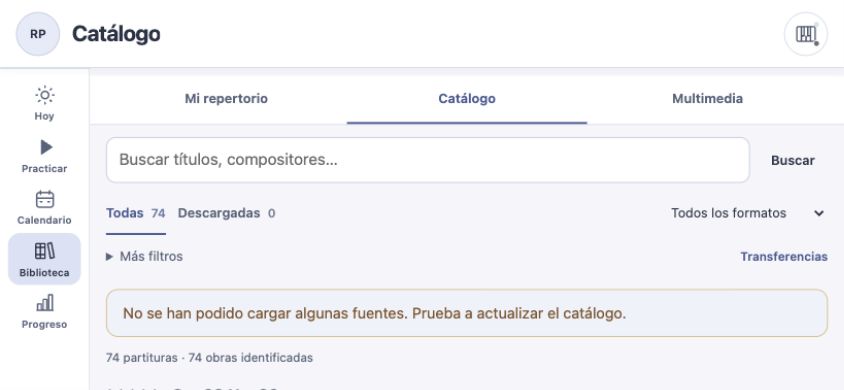 RP
Catálogo
Hoy
Practicar
Calendario
Biblioteca
Progreso
Mi repertorio
Catálogo
Multimedia
Buscar títulos, compositores...
Buscar
Todas 74
Descargadas 0
Todos los formatos
Más filtros
Transferencias
No se han podido cargar algunas fuentes. Prueba a actualizar el catálogo.
74 partituras · 74 obras identificadas